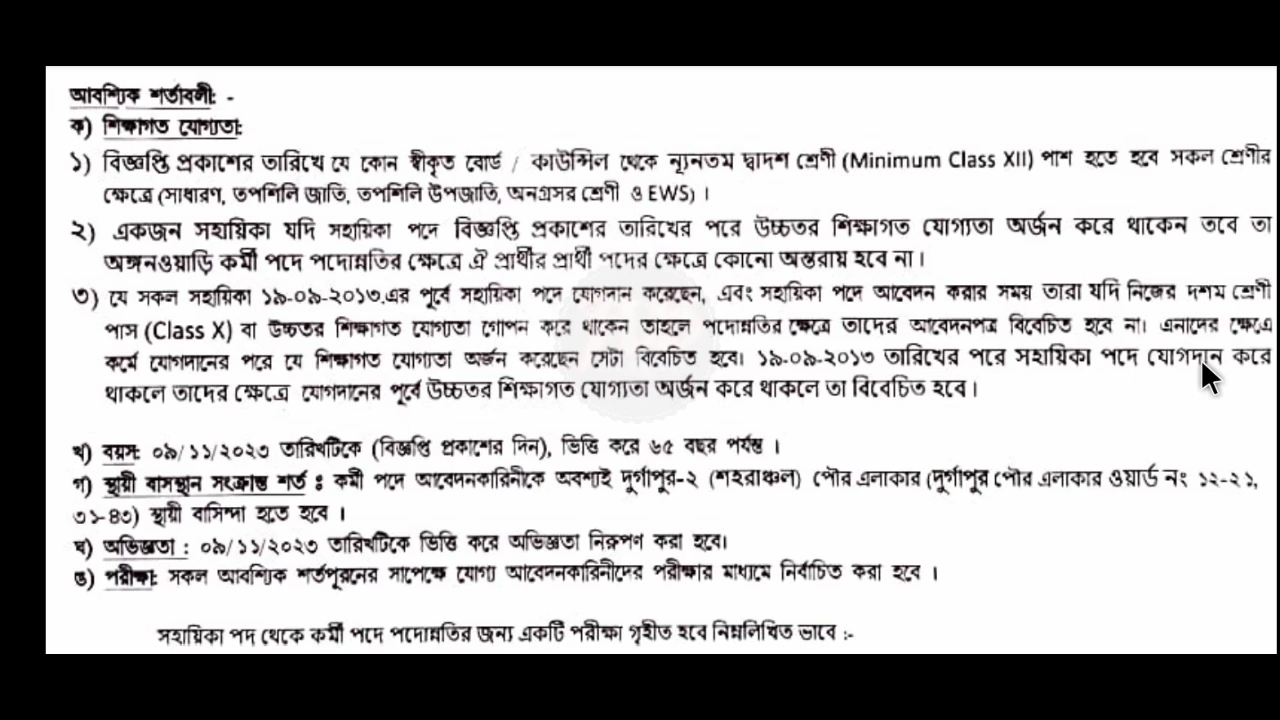 আবশ্যিক শর্তাবলী: -
ক) শিক্ষাগত যোগ্যতা:
১) বিজ্ঞপ্তি প্রকাশের তারিখে যে কোন স্বীকৃত বোর্ড / কাউন্সিল থেকে ন্যূনতম দ্বাদশ শ্রেণী (Minimum Class XII) পাশ হতে হবে সকল শ্রেণীর
ক্ষেত্রে (সাধারণ, তপশিলি জাতি, তপশিলি উপজাতি, অনগ্রসর শ্রেণী ও EWS) ।
২) একজন সহায়িকা যদি সহায়িকা পদে বিজ্ঞপ্তি প্রকাশের তারিখের পরে উচ্চতর শিক্ষাগত যোগ্যতা অর্জন করে থাকেন তবে তা
অঙ্গনওয়াড়ি কর্মী পদে পদোন্নতির ক্ষেত্রে ঐ প্রার্থীর প্রার্থী পদের ক্ষেত্রে কোনো অন্তরায় হবে না।
৩) যে সকল সহায়িকা ১৯-০৯-২০১৩.এর পূর্বে সহায়িকা পদে যোগদান করেছেন, এবং সহায়িকা পদে আবেদন করার সময় তারা যদি নিজের দশম শ্রেণী
পাস (Class X) বা উচ্চতর শিক্ষাগত যোগ্যতা গোপন করে থাকেন তাহলে পদোন্নতির ক্ষেত্রে তাদের আবেদনপত্র বিবেচিত হবে না। এনাদের ক্ষেত্রে
কর্মে যোগদানের পরে যে শিক্ষাগত যোগ্যতা অর্জন করেছেন সেটা বিবেচিত হবে। ১৯-০৯-২০১৩ তারিখের পরে সহায়িকা পদে যোগদান করে
থাকলে তাদের ক্ষেত্রে যোগদানের পূর্বে উচ্চতর শিক্ষাগত যোগ্যতা অর্জন করে থাকলে তা বিবেচিত হবে।
খ) বয়স: ০৯/১১/২০২৩ তারিখটিকে (বিজ্ঞপ্তি প্রকাশের দিন), ভিত্তি করে ৬৫ বছর পর্যন্ত ।
গ) স্থায়ী বাসস্থান সংক্রান্ত শর্ত : কর্মী পদে আবেদনকারিনীকে অবশ্যই দুর্গাপুর-২ (শহরাঞ্চল) পৌর এলাকার (দুর্গাপুর পৌর এলাকার ওয়ার্ড নং ১২-২১,
৩১-৪৩) স্থায়ী বাসিন্দা হতে হবে ।
ঘ) অভিজ্ঞতা : ০৯/১১/২০২৩ তারিখটিকে ভিত্তি করে অভিজ্ঞতা নিরূপণ করা হবে।
ঙ) পরীক্ষা: সকল আবশ্যিক শর্তপূরনের সাপেক্ষে যোগ্য আবেদনকারিনীদের পরীক্ষার মাধ্যমে নির্বাচিত করা হবে ।
সহায়িকা পদ থেকে কর্মী পদে পদোন্নতির জন্য একটি পরীক্ষা গৃহীত হবে নিম্নলিখিত ভাবে :-